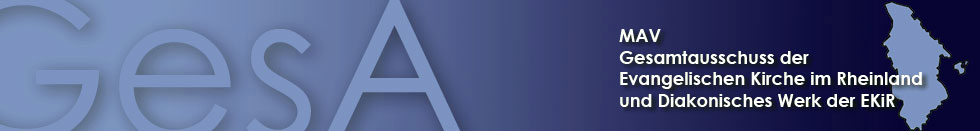 GesA
MAV
Gesamtausschuss der
Evangelischen Kirche im Rheinland
und Diakonisches Werk der EKiR